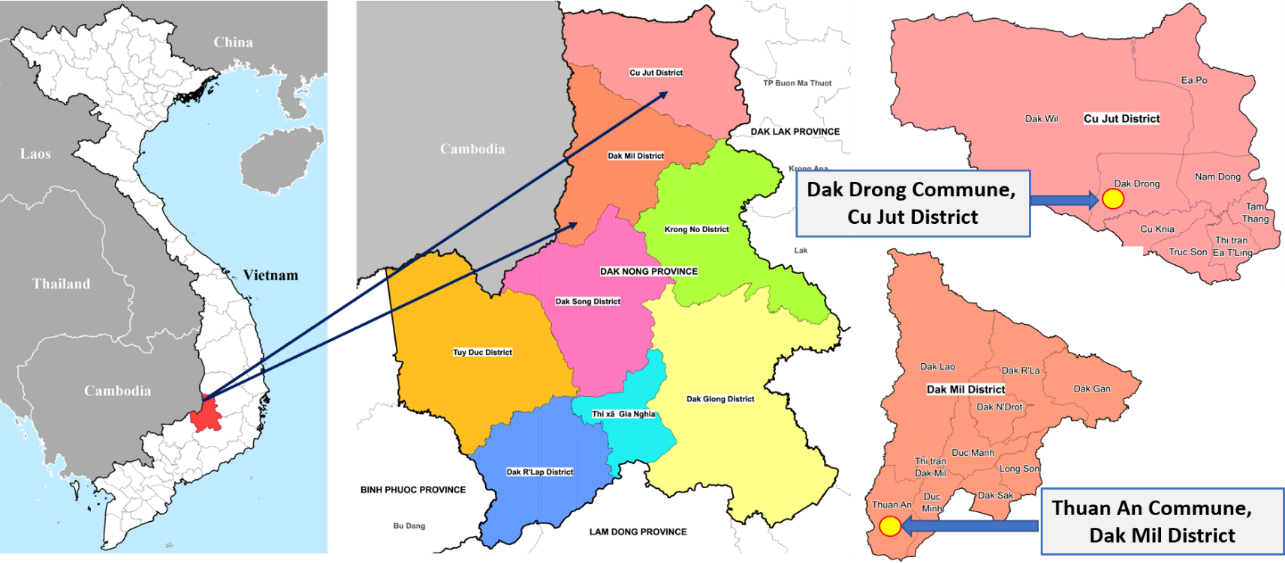 China
Laos
Thailand
Vietnam
Cambodia
Cu Jut District
TP Buon Ma Thuot
DAK LAK PROVINCE
Cambodia
Dak Mil District
Krong Ana
Krong No District
Lak
DAK NONG PROVINCE
Dak Song District
Tuy Duc District
Dak Glong District
Thi xã Gia Nghia
Dak R'Lap District
BINH PHUOC PROVINCE
Bu Dang
LAM DONG PROVINCE
Ea Po
Dak Wil
Cu Jut District
Nam Dong
Dak Drong
Tam
Thang
Cu Knia
Truc Son
Thi tran
Ea T'Ling
Dak Drong Commune,
Cu Jut District
Dak Lao
Dak R'La
Dak Gan
Dak Mil District
Dak N'Drot
Duc Manh
Thi tran
Dak Mil
Long Son
Dak Sak
Duc
Minh
Thuan An
Thuan An Commune,
Dak Mil District